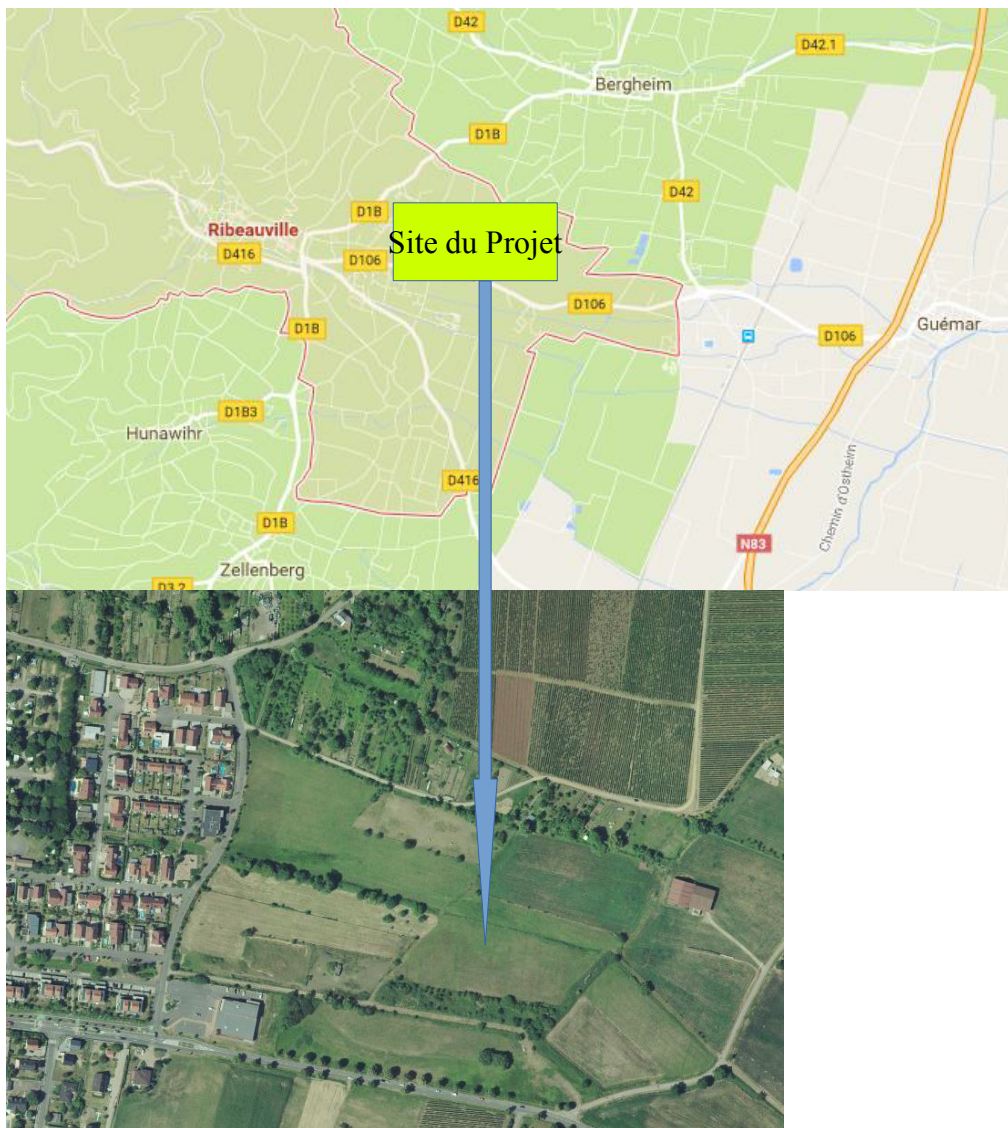 D42
D42.1
Bergheim
D1B
D42
D1B
Ribeauville
Site du Projet
D416
D106
D106
Guémar
D1B
D106
D1B3
Hunawihr
D416
Chemin d'Ostheim
D1B
N83
Zellenberg
D3.2